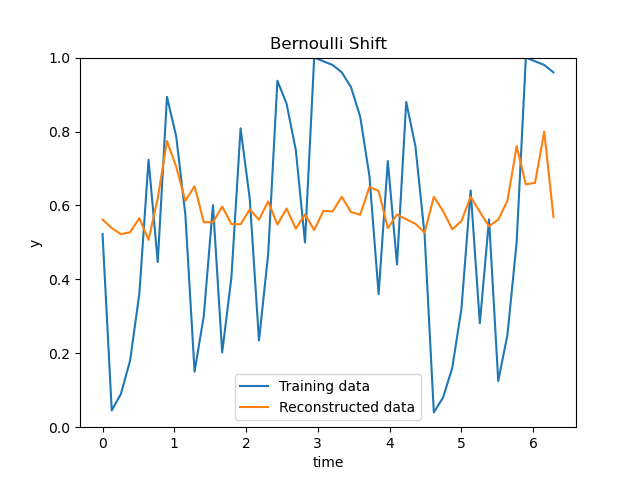 Bernoulli Shift
1.0
0.8
0.6
0.4
0.2
0.0
y
Training data
Reconstructed data
0 1 2 3 4 5 6
time